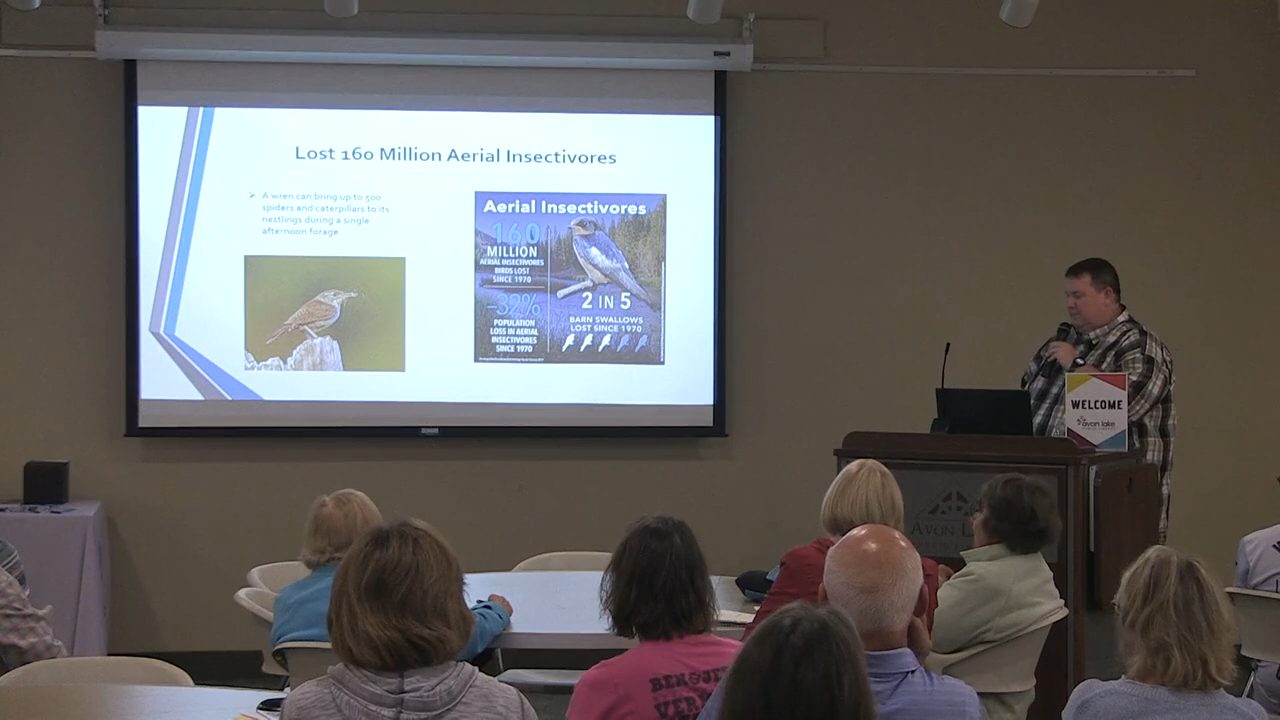 Lost 160 Million Aerial Insectivores
A wren can bring up to 500
spiders and caterpillars to its
nestlings during a single
afternoon forage
Aerial Insectivores
160
MILLION
AERIAL INSECTIVORES
BIRDS LOST
SINCE 1970
-32%
POPULATION
LOSS IN AERIAL
INSECTIVORES
SINCE 1970
2 IN 5
BARN SWALLOWS
LOST SINCE 1970
WELCOME
avon lake
AVON